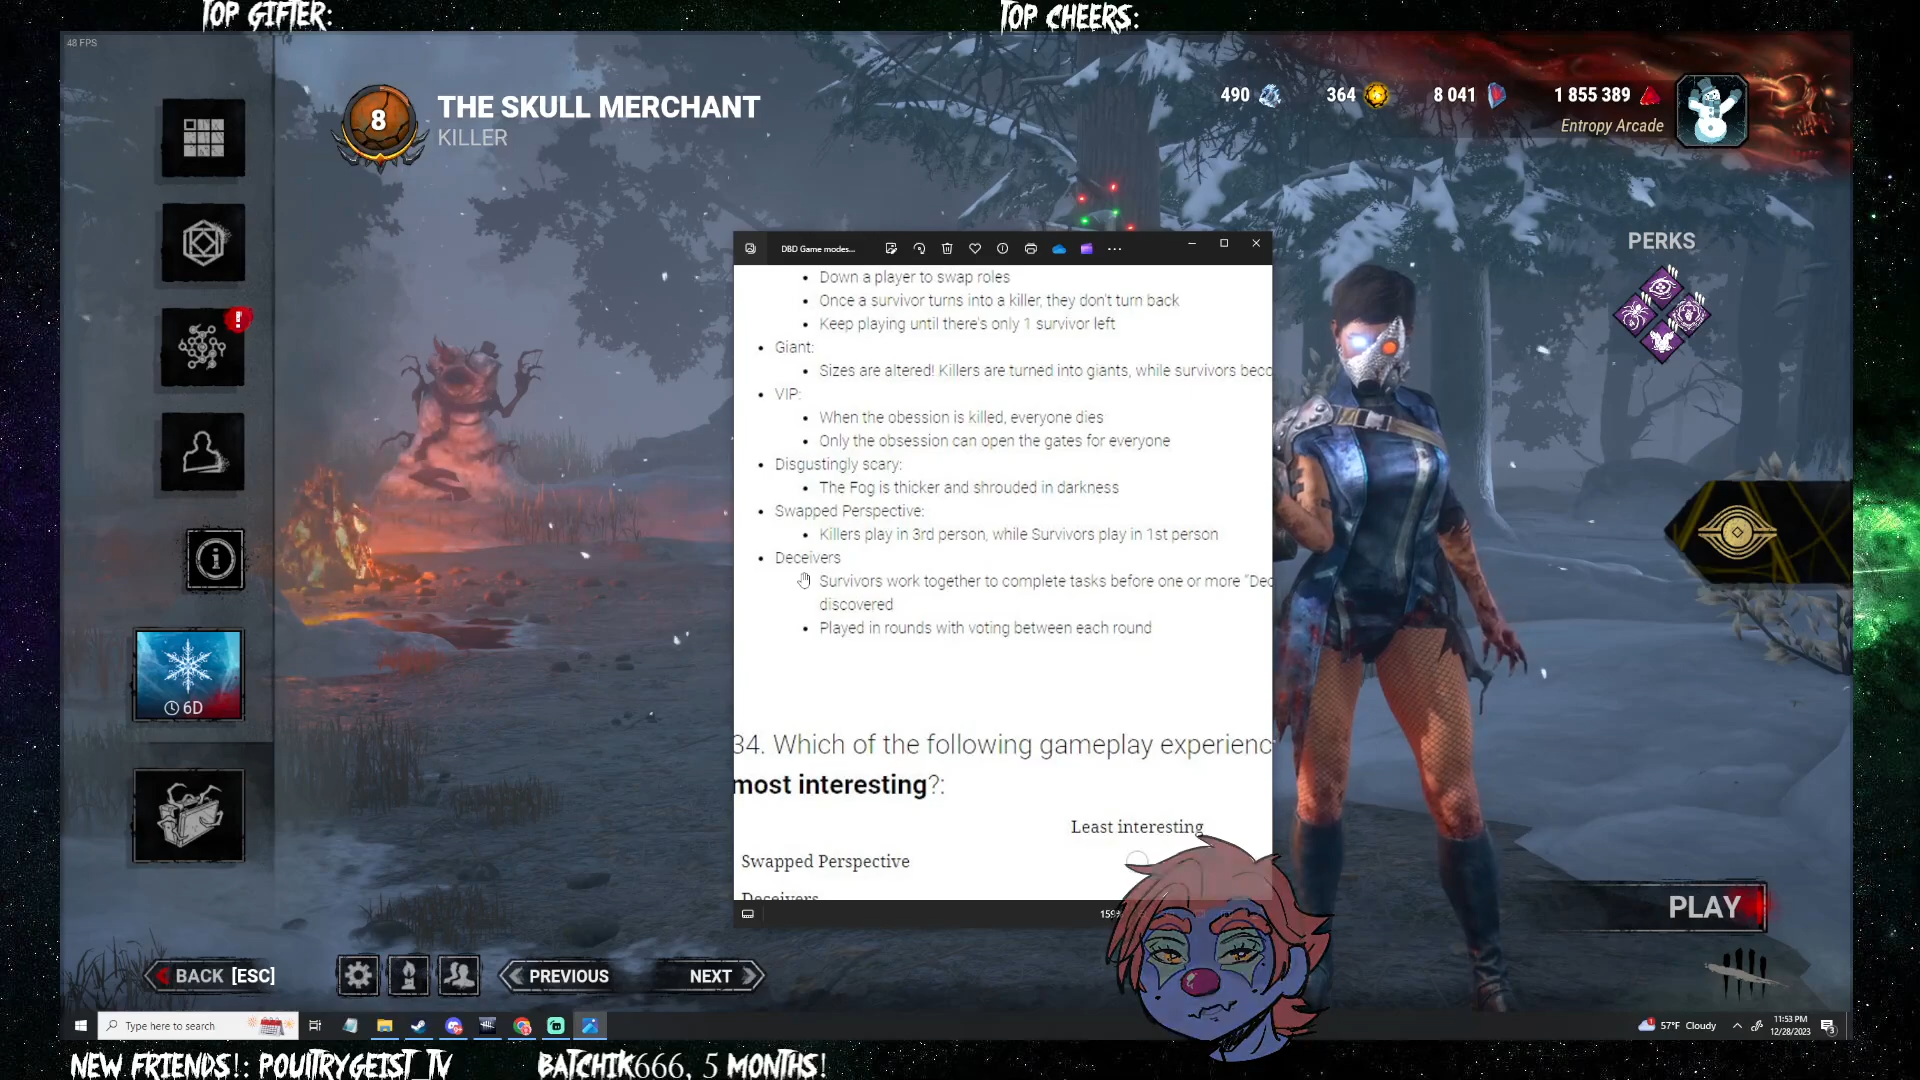 TOP GIFTER:
TOP CHEERS:
48 FPS
8
THE SKULL MERCHANT
KILLER
490
364
8 041
1 855 389
Entropy Arcade
PERKS
DBD Game modes...
Down a player to swap roles
Once a survivor turns into a killer, they don't turn back
Keep playing until there's only 1 survivor left
Giant:
Sizes are altered! Killers are turned into giants, while survivors beco
VIP:
When the obession is killed, everyone dies
Only the obsession can open the gates for everyone
Disgustingly scary:
The Fog is thicker and shrouded in darkness
Swapped Perspective:
Killers play in 3rd person, while Survivors play in 1st person
Deceivers
Survivors work together to complete tasks before one or more "Dec
discovered
Played in rounds with voting between each round
34. Which of the following gameplay experienc
most interesting?:
Least interesting
Swapped Perspective
Deceivers
159%
6D
PLAY
BACK [ESC]
PREVIOUS
NEXT
Type here to search
57°F Cloudy
11:53 PM
12/28/2023
3
NEW FRIENDS!: POULTRYGEIST_TV
BATCHIK666, 5 MONTHS!